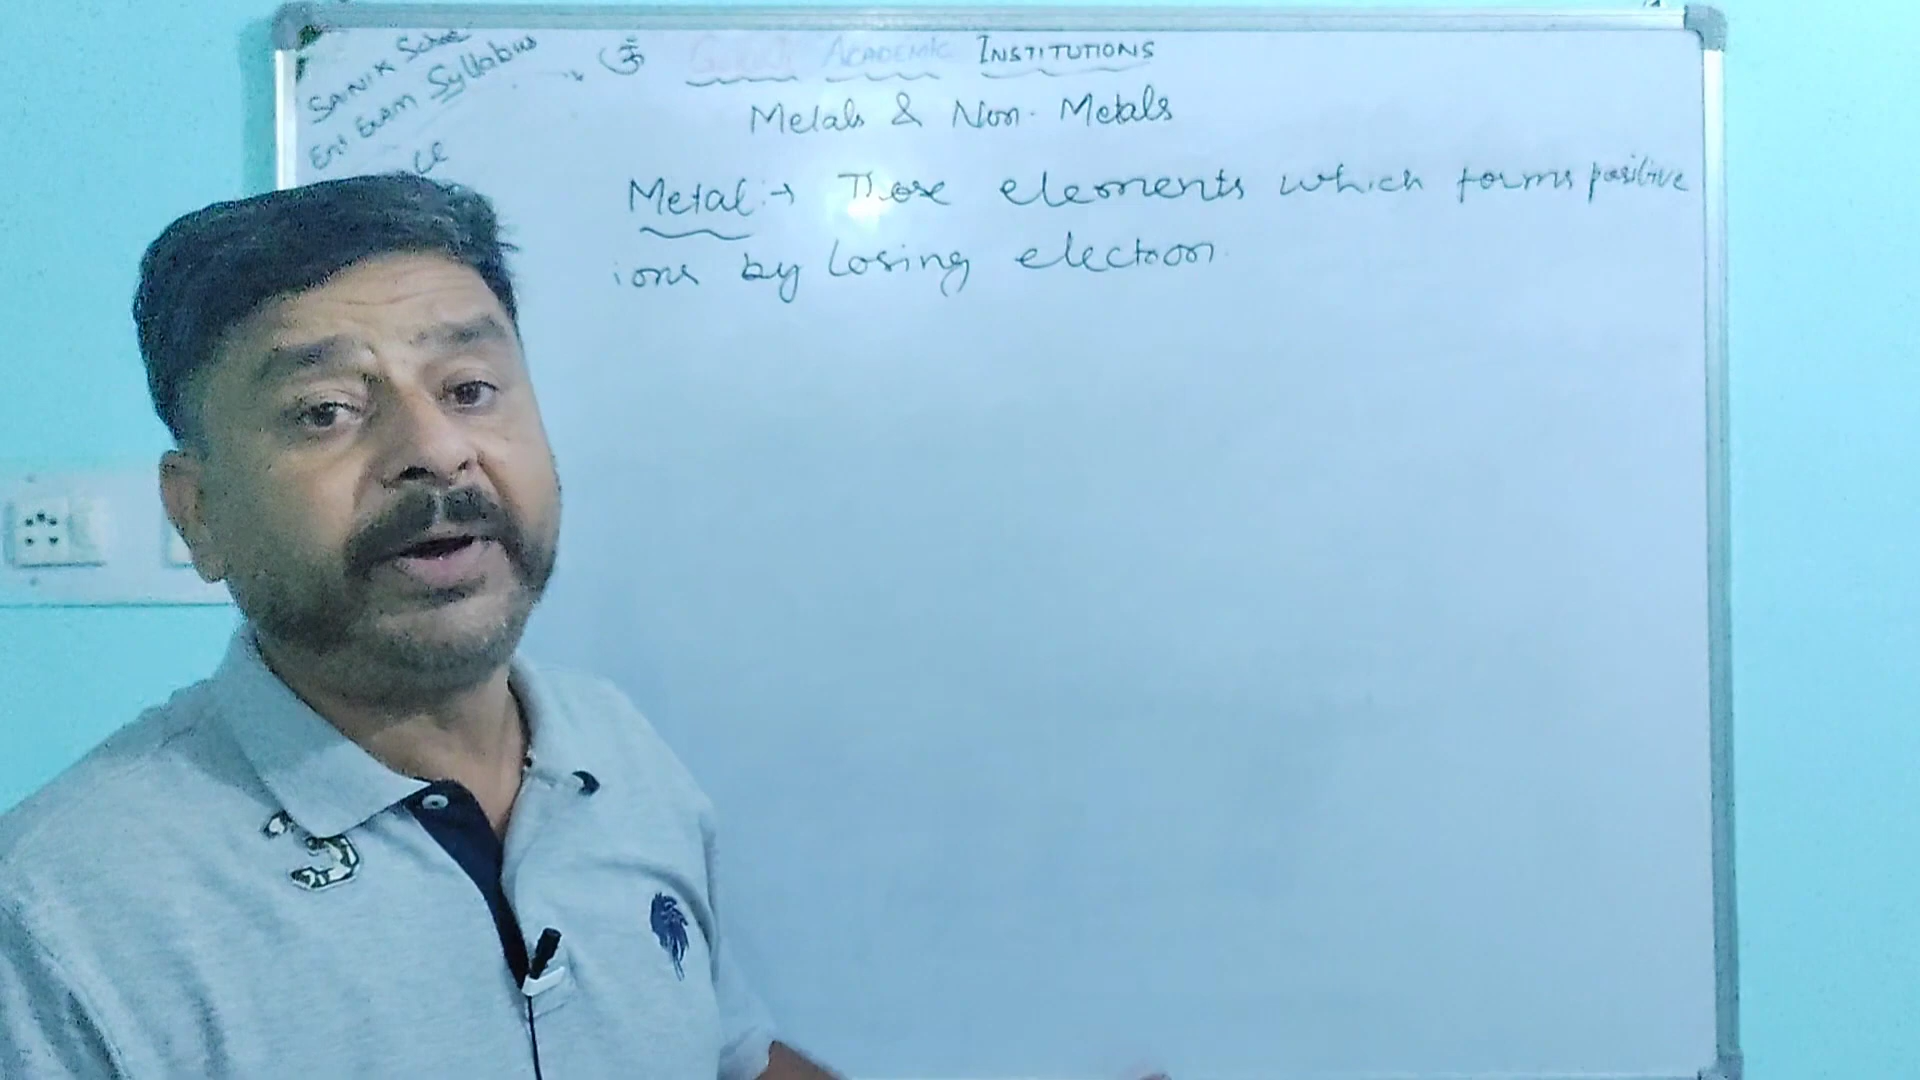 SAINIK School
Ent Exam Syllabus
ॐ ACADEMIC INSTITUTIONS
Metals & Non-Metals
Metal :→ Those elements which forms positive
ions by losing electron